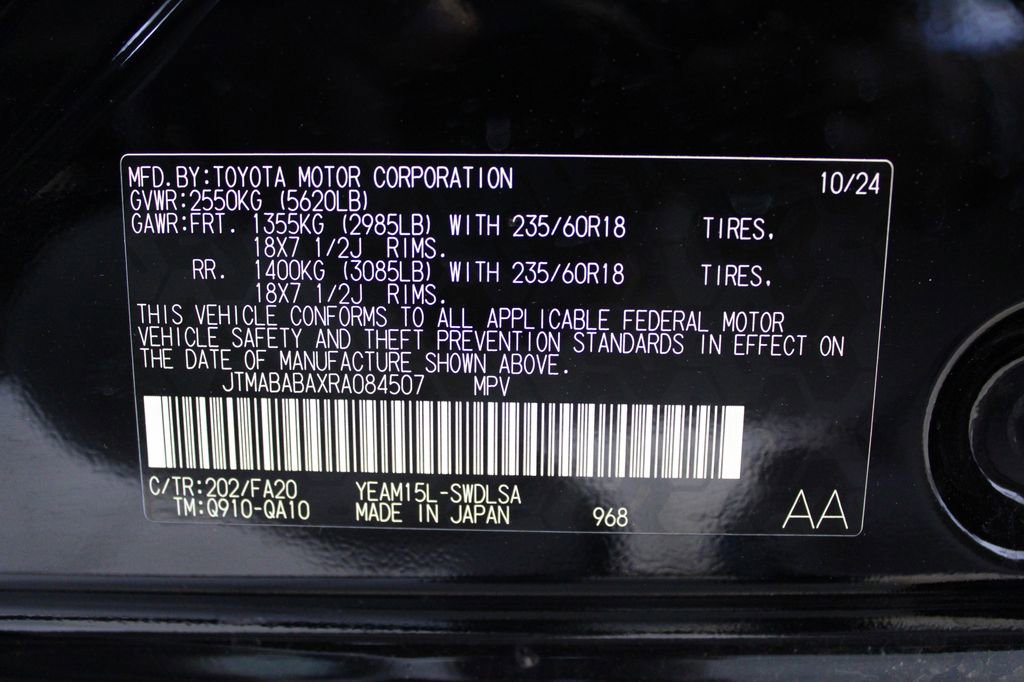 MFD.BY:TOYOTA MOTOR CORPORATION 10/24
GVWR:2550KG (5620LB)
GAWR:FRT. 1355KG (2985LB) WITH 235/60R18 TIRES,
18X7 1/2J RIMS.
RR. 1400KG (3085LB) WITH 235/60R18 TIRES,
18X7 1/2J RIMS.
THIS VEHICLE CONFORMS TO ALL APPLICABLE FEDERAL MOTOR
VEHICLE SAFETY AND THEFT PREVENTION STANDARDS IN EFFECT ON
THE DATE OF MANUFACTURE SHOWN ABOVE.
JTMABABAXRA084507 MPV
C/TR:202/FA20 YEAM15L-SWDLSA
TM:Q910-QA10 MADE IN JAPAN 968 AA